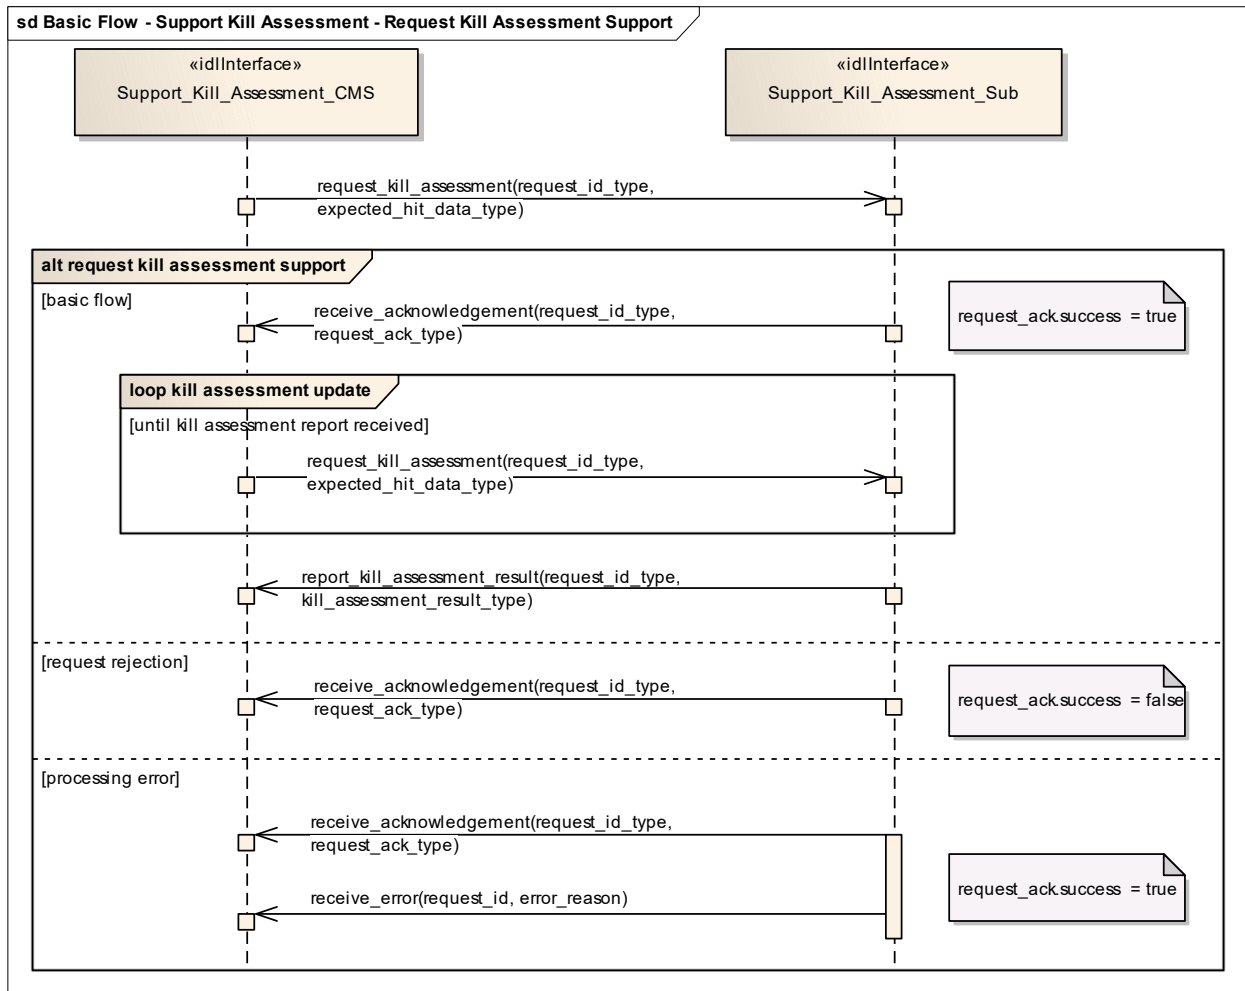 sd Basic Flow - Support Kill Assessment - Request Kill Assessment Support
«idlInterface»
Support_Kill_Assessment_CMS
«idlInterface»
Support_Kill_Assessment_Sub
request_kill_assessment(request_id_type,
expected_hit_data_type)
alt request kill assessment support
[basic flow]
receive_acknowledgement(request_id_type,
request_ack_type)
request_ack.success = true
loop kill assessment update
[until kill assessment report received]
request_kill_assessment(request_id_type,
expected_hit_data_type)
report_kill_assessment_result(request_id_type,
kill_assessment_result_type)
[request rejection]
receive_acknowledgement(request_id_type,
request_ack_type)
request_ack.success = false
[processing error]
receive_acknowledgement(request_id_type,
request_ack_type)
receive_error(request_id, error_reason)
request_ack.success = true